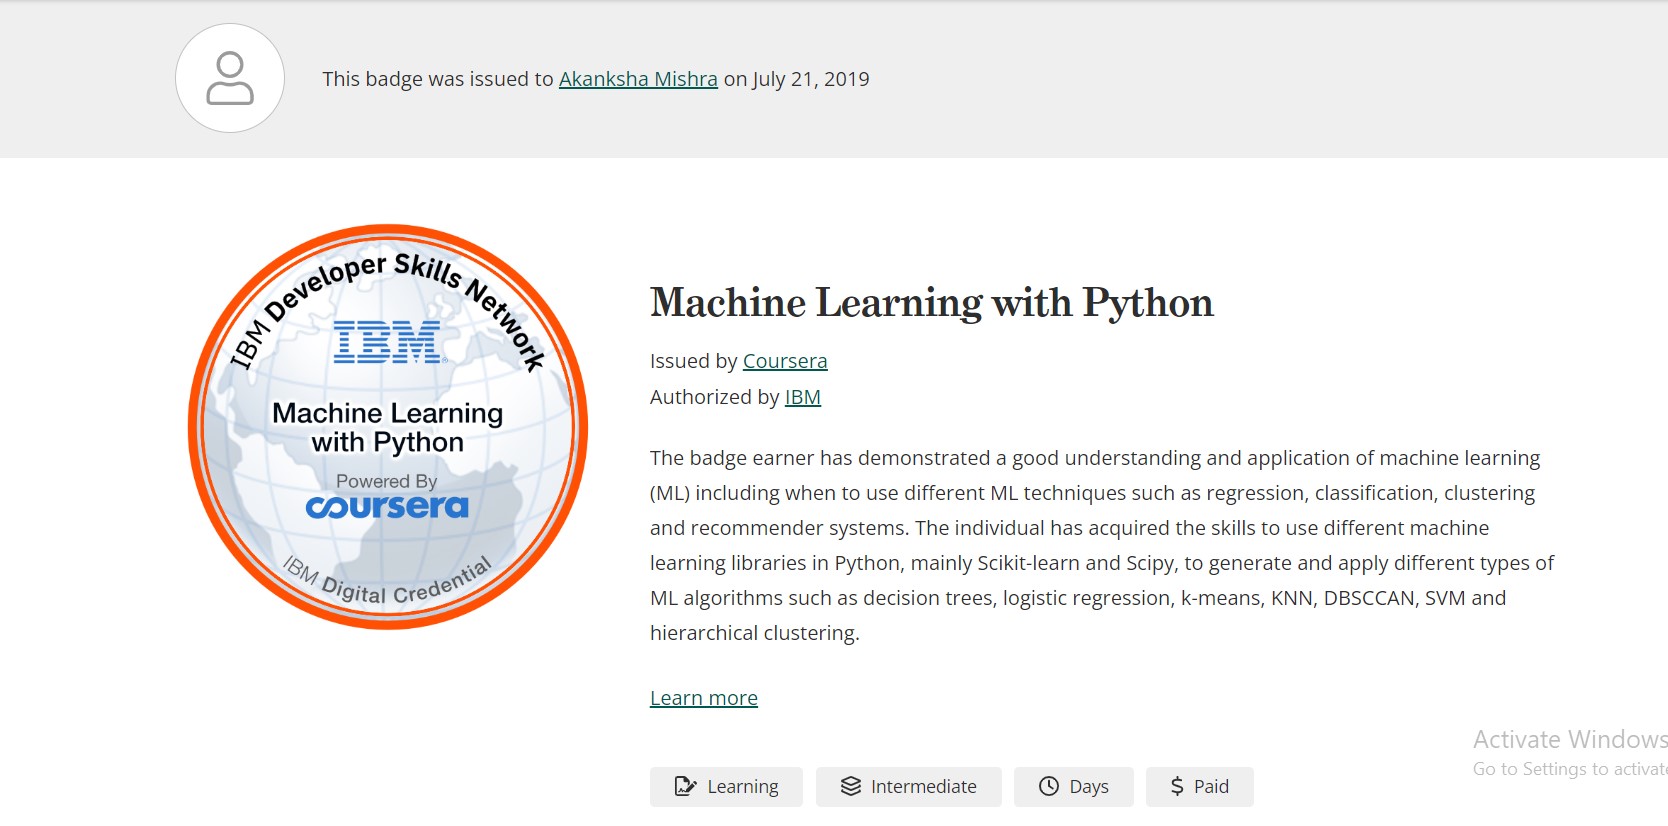 This badge was issued to Akanksha Mishra on July 21, 2019
IBM Developer Skills Network
IBM
Machine Learning
with Python
Powered By
coursera
IBM Digital Credential
Machine Learning with Python
Issued by Coursera
Authorized by IBM
The badge earner has demonstrated a good understanding and application of machine learning
(ML) including when to use different ML techniques such as regression, classification, clustering
and recommender systems. The individual has acquired the skills to use different machine
learning libraries in Python, mainly Scikit-learn and Scipy, to generate and apply different types of
ML algorithms such as decision trees, logistic regression, k-means, KNN, DBSCCAN, SVM and
hierarchical clustering.
Learn more
Learning Intermediate Days $ Paid
Activate Windows
Go to Settings to activate